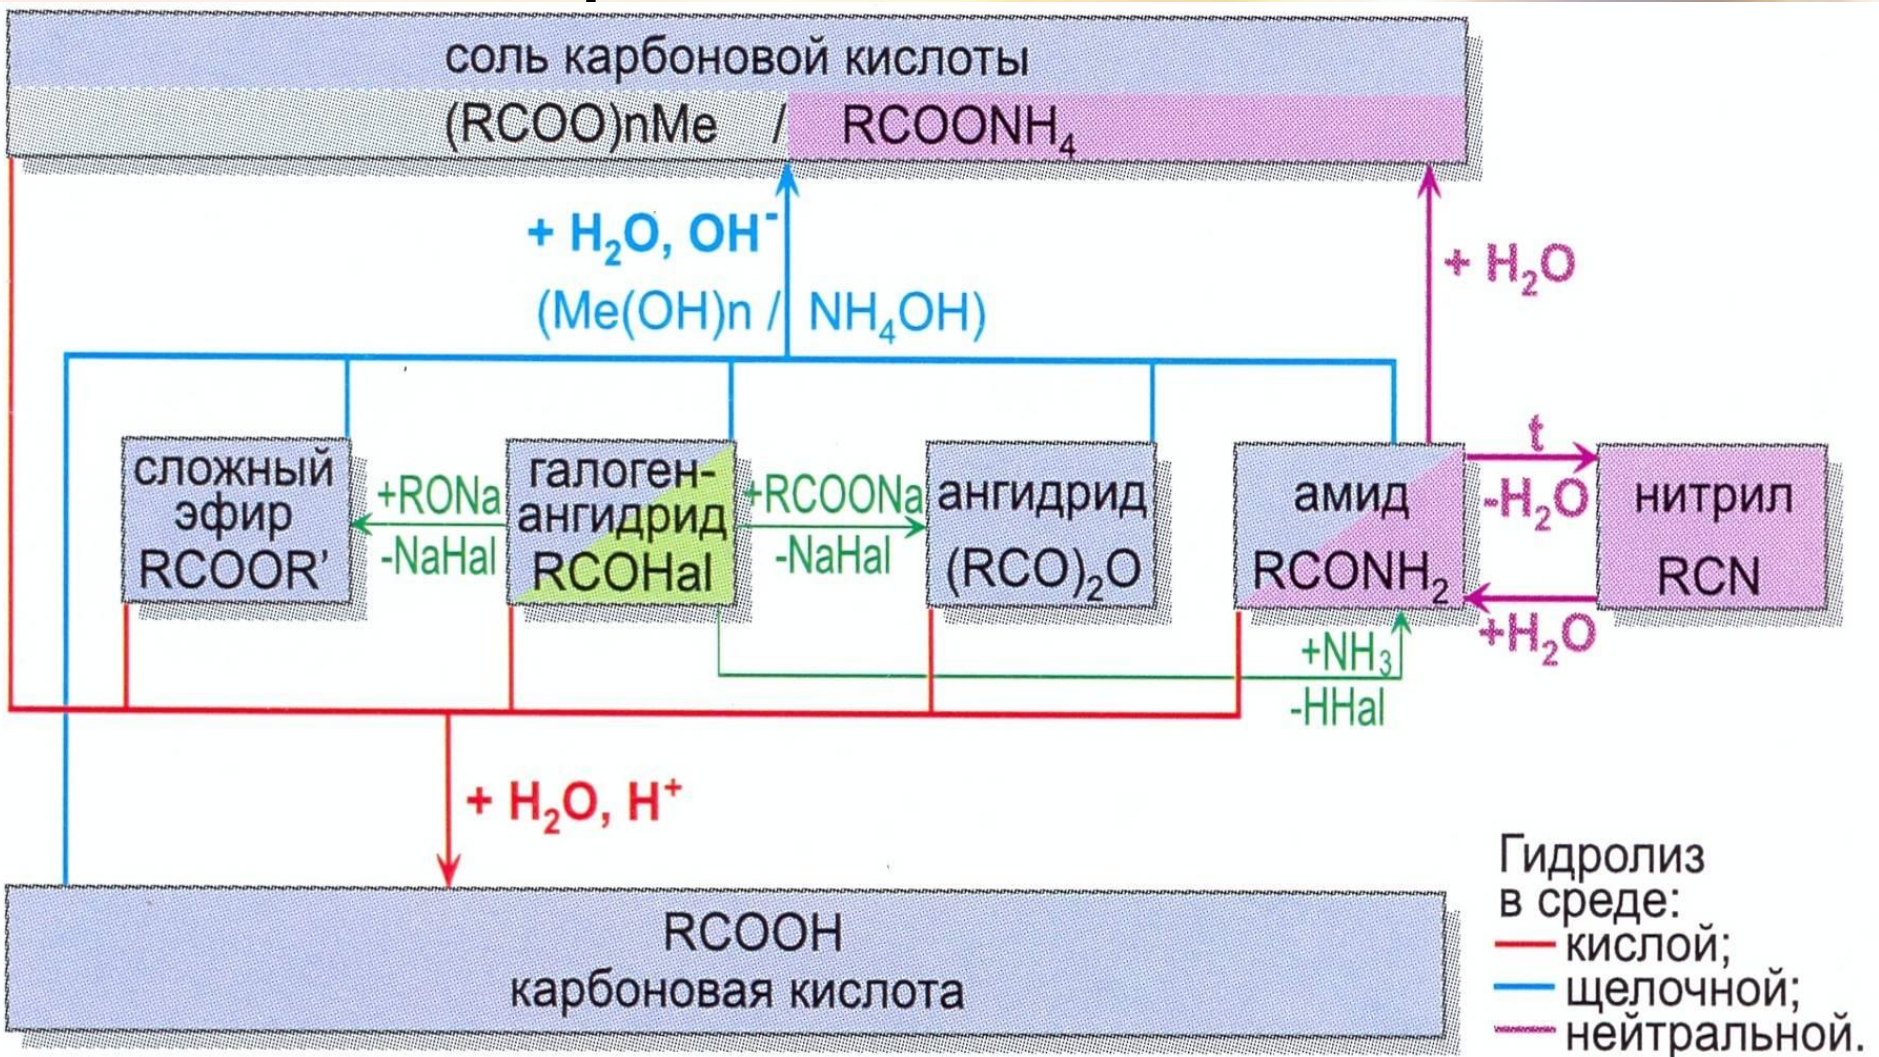 соль карбоновой кислоты
(RCOO)nMe / RCOONH₄
+ H₂O, OH⁻
(Me(OH)n / NH₄OH)
+ H₂O
сложный
эфир
RCOOR’
+RONa
-NaHal
галоген-
ангидрид
RCOHal
+RCOONa
-NaHal
ангидрид
(RCO)₂O
амид
RCONH₂
t
-H₂O
+H₂O
нитрил
RCN
+NH₃
-HHal
+ H₂O, H⁺
RCOOH
карбоновая кислота
Гидролиз
в среде:
кислой;
щелочной;
нейтральной.